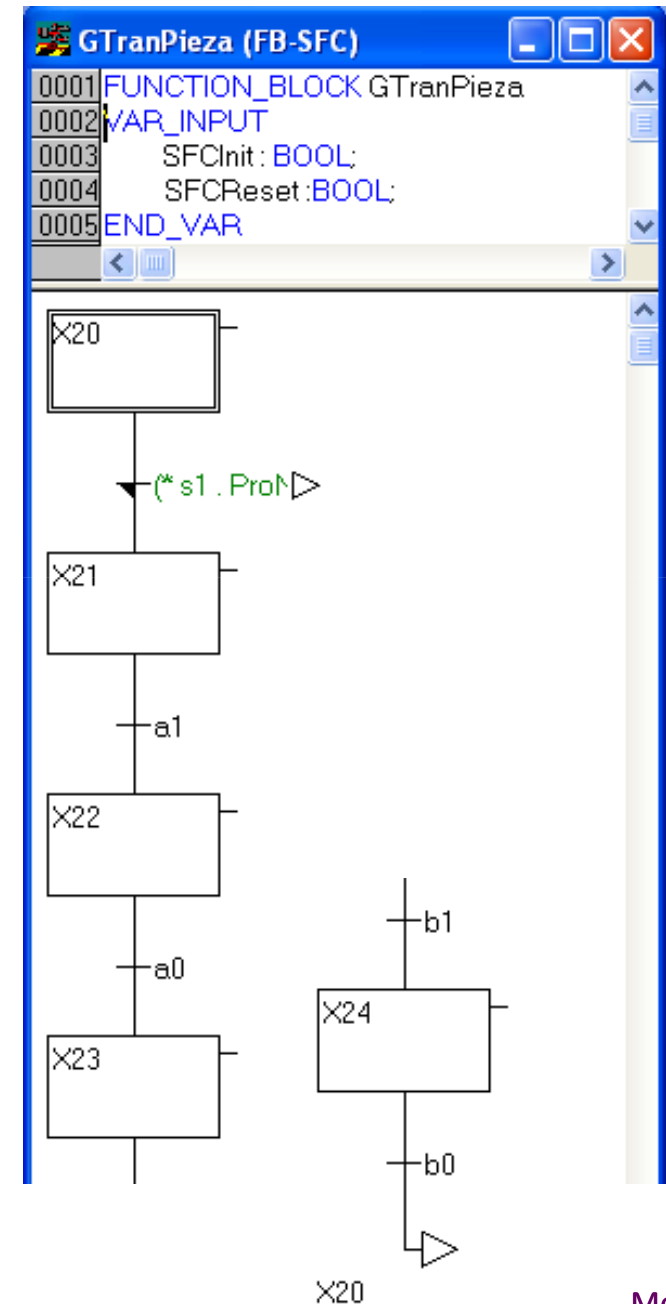 GTranPieza (FB-SFC)
0001 FUNCTION_BLOCK GTranPieza
0002 VAR_INPUT
0003 SFCInit : BOOL;
0004 SFCReset :BOOL;
0005 END_VAR
X20
(* s1 . Pro
X21
a1
X22
a0
X23
b1
X24
b0
X20